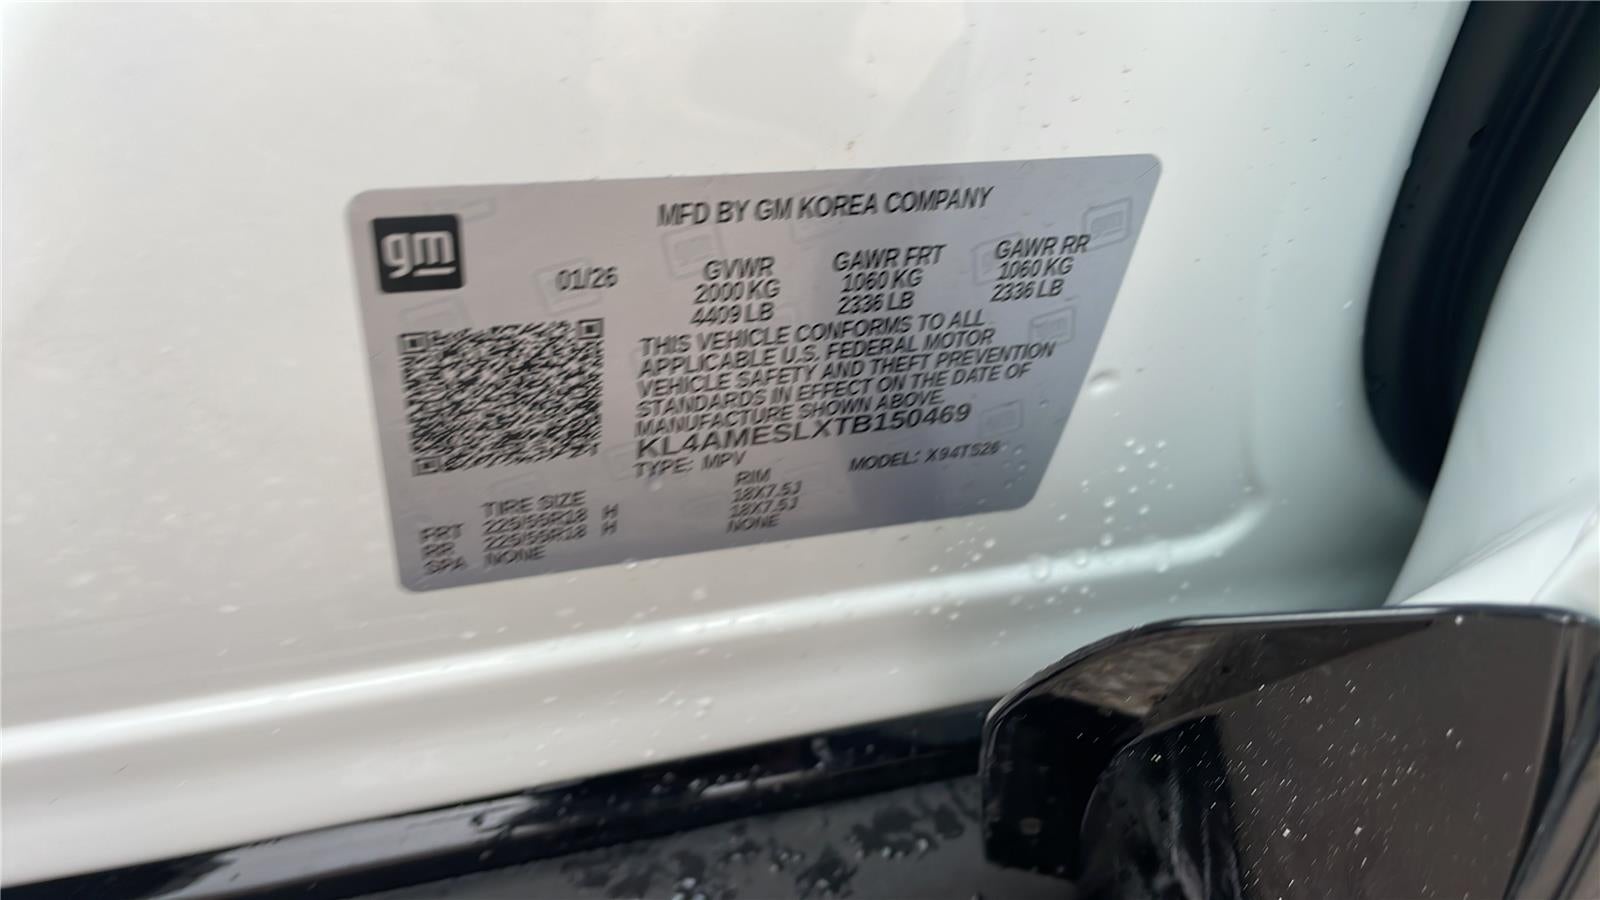 gm
MFD BY GM KOREA COMPANY
01/26
GVWR
2000 KG
4409 LB
GAWR FRT
1060 KG
2336 LB
GAWR RR
1060 KG
2336 LB
THIS VEHICLE CONFORMS TO ALL
APPLICABLE U.S. FEDERAL MOTOR
VEHICLE SAFETY AND THEFT PREVENTION
STANDARDS IN EFFECT ON THE DATE OF
MANUFACTURE SHOWN ABOVE.
KL4AMESLXTB150469
TYPE: MPV
MODEL: X94TS26
TIRE SIZE
RIM
FRT 225/55R18 H 18X7.5J
RR 225/55R18 H 18X7.5J
SPA NONE NONE